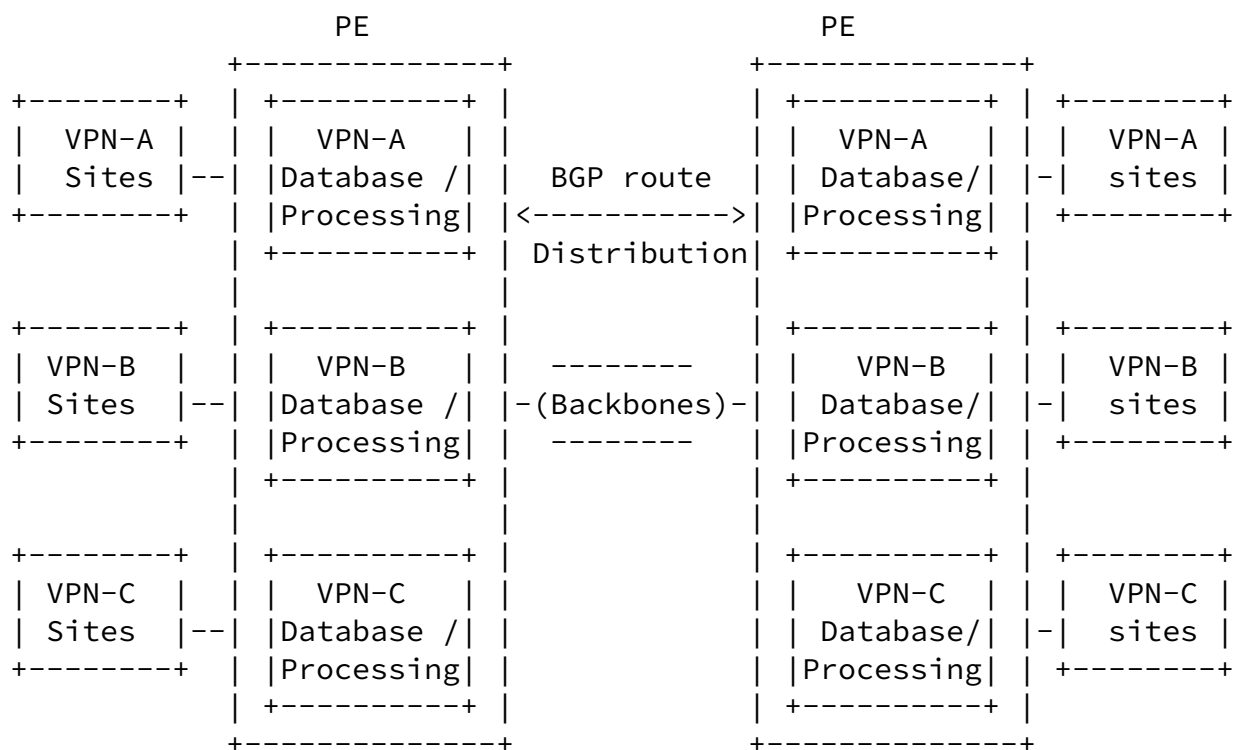 PE PE
VPN-A VPN-A VPN-A VPN-A
Sites Database / BGP route Database/ sites
Processing Processing
Distribution
VPN-B VPN-B VPN-B VPN-B
Sites Database / (Backbones) Database/ sites
Processing Processing
VPN-C VPN-C VPN-C VPN-C
Sites Database / Database/ sites
Processing Processing